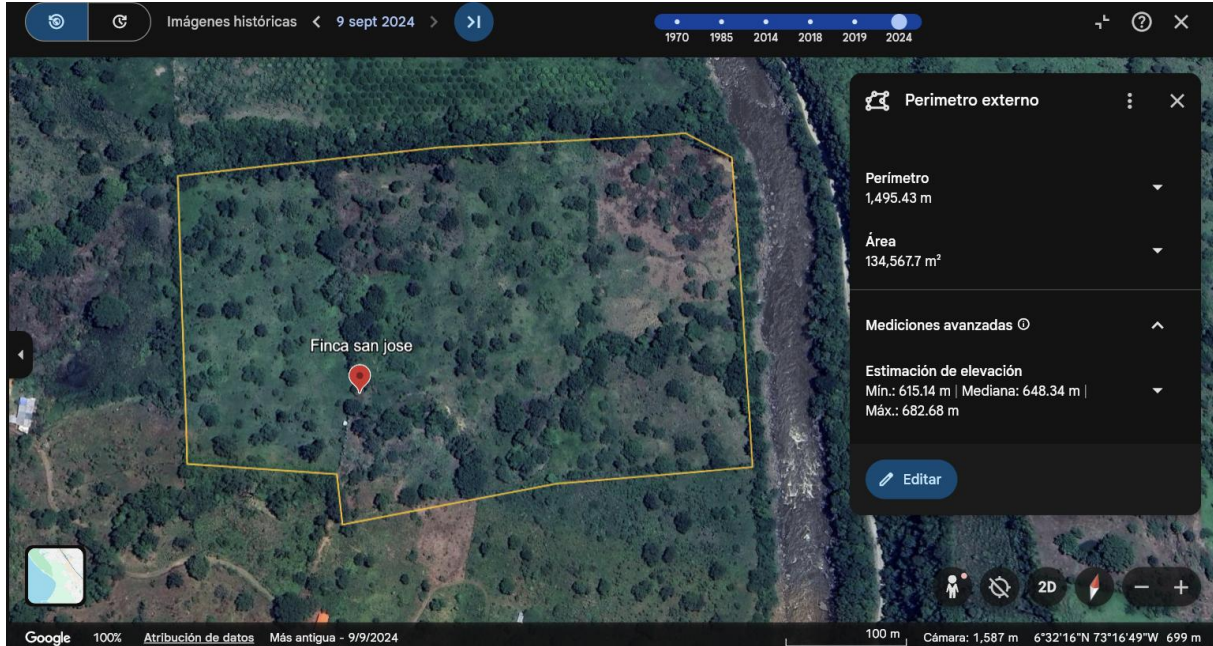 Imágenes históricas
9 sept 2024
1970 1985 2014 2018 2019 2024
Perimetro externo
Perímetro
1,495.43 m
Área
134,567.7 m²
Mediciones avanzadas
Estimación de elevación
Mín.: 615.14 m | Mediana: 648.34 m |
Máx.: 682.68 m
Editar
Finca san jose
2D
Google 100% Atribución de datos Más antigua - 9/9/2024 100 m Cámara: 1,587 m 6°32'16"N 73°16'49"W 699 m